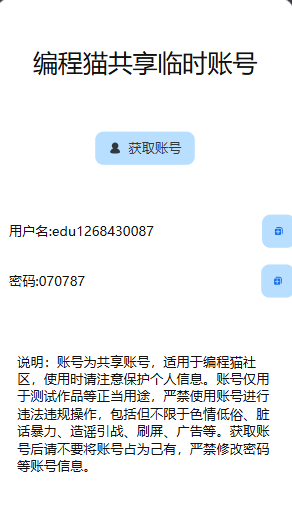 编程猫共享临时账号
获取账号
用户名:edu1268430087
密码:070787
说明：账号为共享账号，适用于编程猫社
区，使用时请注意保护个人信息。账号仅用
于测试作品等正当用途，严禁使用账号进行
违法违规操作，包括但不限于色情低俗、脏
话暴力、造谣引战、刷屏、广告等。获取账
号后请不要将账号占为己有，严禁修改密码
等账号信息。